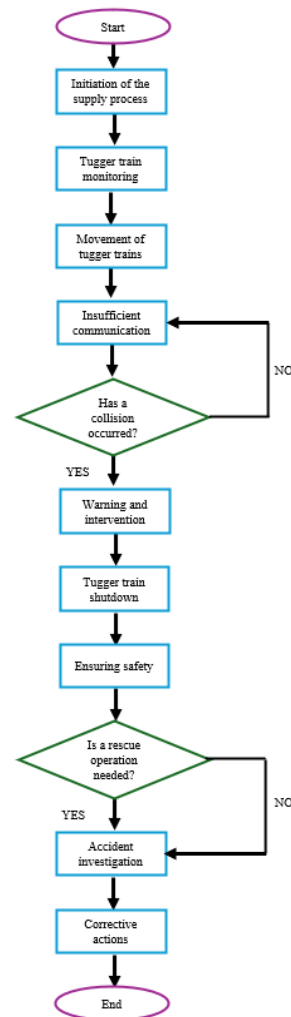 Start
Initiation of the
supply process
Tugger train
monitoring
Movement of
tugger trains
Insufficient
communication
NO
Has a
collision
occurred?
YES
Warning and
intervention
Tugger train
shutdown
Ensuring safety
Is a rescue
operation
needed?
NO
YES
Accident
investigation
Corrective
actions
End